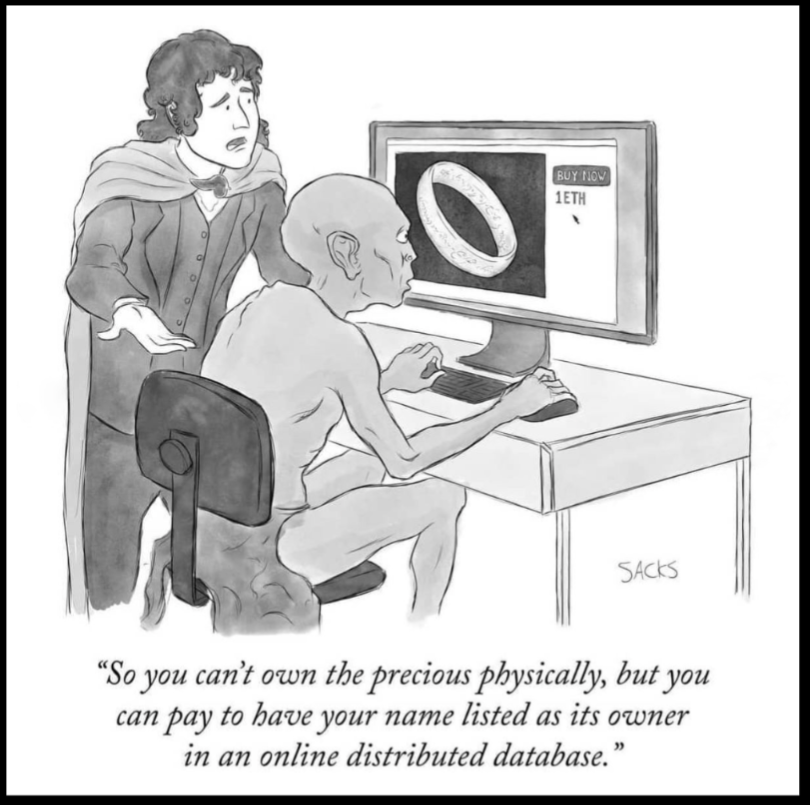 BUY NOW
1ETH
SACKS
“So you can’t own the precious physically, but you
can pay to have your name listed as its owner
in an online distributed database.”